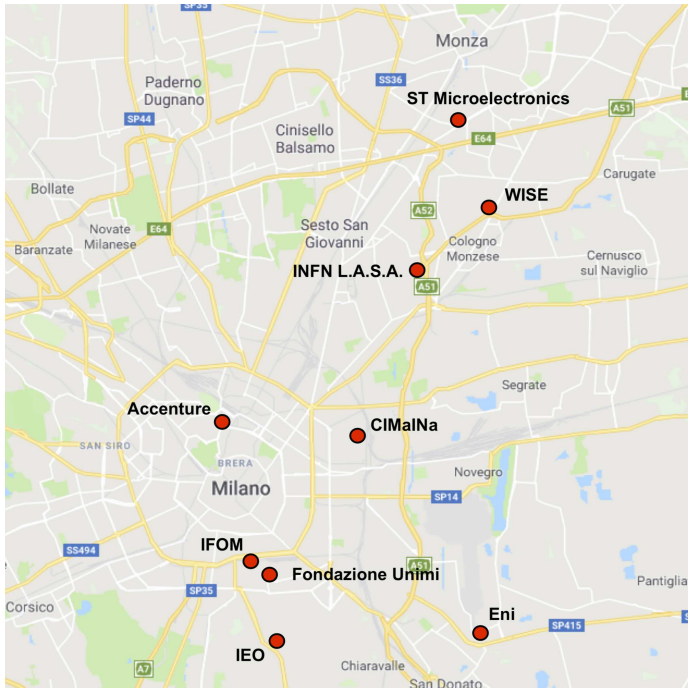 SP35
Monza
SS36
A51
Paderno
Dugnano
ST Microelectronics
SP44
Cinisello
Balsamo
E64
Carugate
Bollate
WISE
A52
Novate
Milanese
E64
Sesto San
Giovanni
Baranzate
Cologno
Monzese
Cernusco
sul Naviglio
INFN L.A.S.A.
A51
Segrate
Accenture
CIMaINa
SAN SIRO
BRERA
Novegro
Milano
SP14
IFOM
SS494
A51
Fondazione Unimi
SP35
Pantiglia
Corsico
Eni
SP415
IEO
A7
Chiaravalle
San Donato